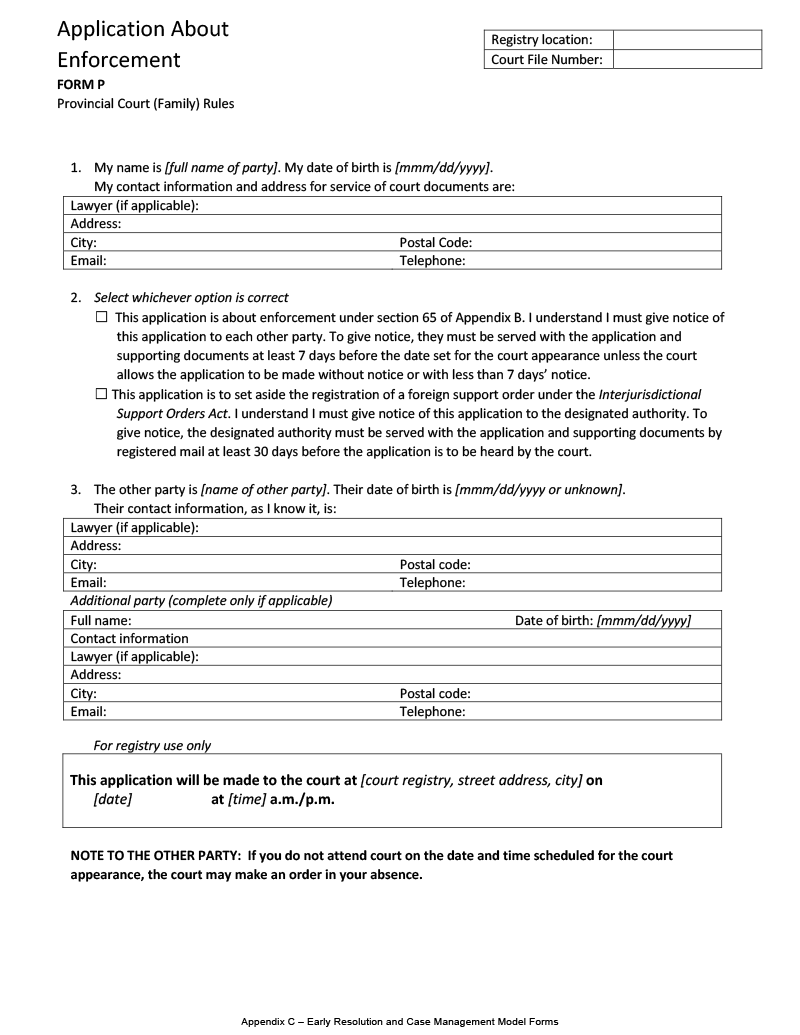 Application About
Enforcement
FORM P
Provincial Court (Family) Rules
Registry location:
Court File Number:
1. My name is [full name of party]. My date of birth is [mmm/dd/yyyy].
My contact information and address for service of court documents are:
Lawyer (if applicable):
Address:
City: Postal Code:
Email: Telephone:
2. Select whichever option is correct
☐ This application is about enforcement under section 65 of Appendix B. I understand I must give notice of
this application to each other party. To give notice, they must be served with the application and
supporting documents at least 7 days before the date set for the court appearance unless the court
allows the application to be made without notice or with less than 7 days’ notice.
☐ This application is to set aside the registration of a foreign support order under the Interjurisdictional
Support Orders Act. I understand I must give notice of this application to the designated authority. To
give notice, the designated authority must be served with the application and supporting documents by
registered mail at least 30 days before the application is to be heard by the court.
3. The other party is [name of other party]. Their date of birth is [mmm/dd/yyyy or unknown].
Their contact information, as I know it, is:
Lawyer (if applicable):
Address:
City: Postal code:
Email: Telephone:
Additional party (complete only if applicable)
Full name: Date of birth: [mmm/dd/yyyy]
Contact information
Lawyer (if applicable):
Address:
City: Postal code:
Email: Telephone:
For registry use only
This application will be made to the court at [court registry, street address, city] on
[date] at [time] a.m./p.m.
NOTE TO THE OTHER PARTY: If you do not attend court on the date and time scheduled for the court
appearance, the court may make an order in your absence.
Appendix C – Early Resolution and Case Management Model Forms